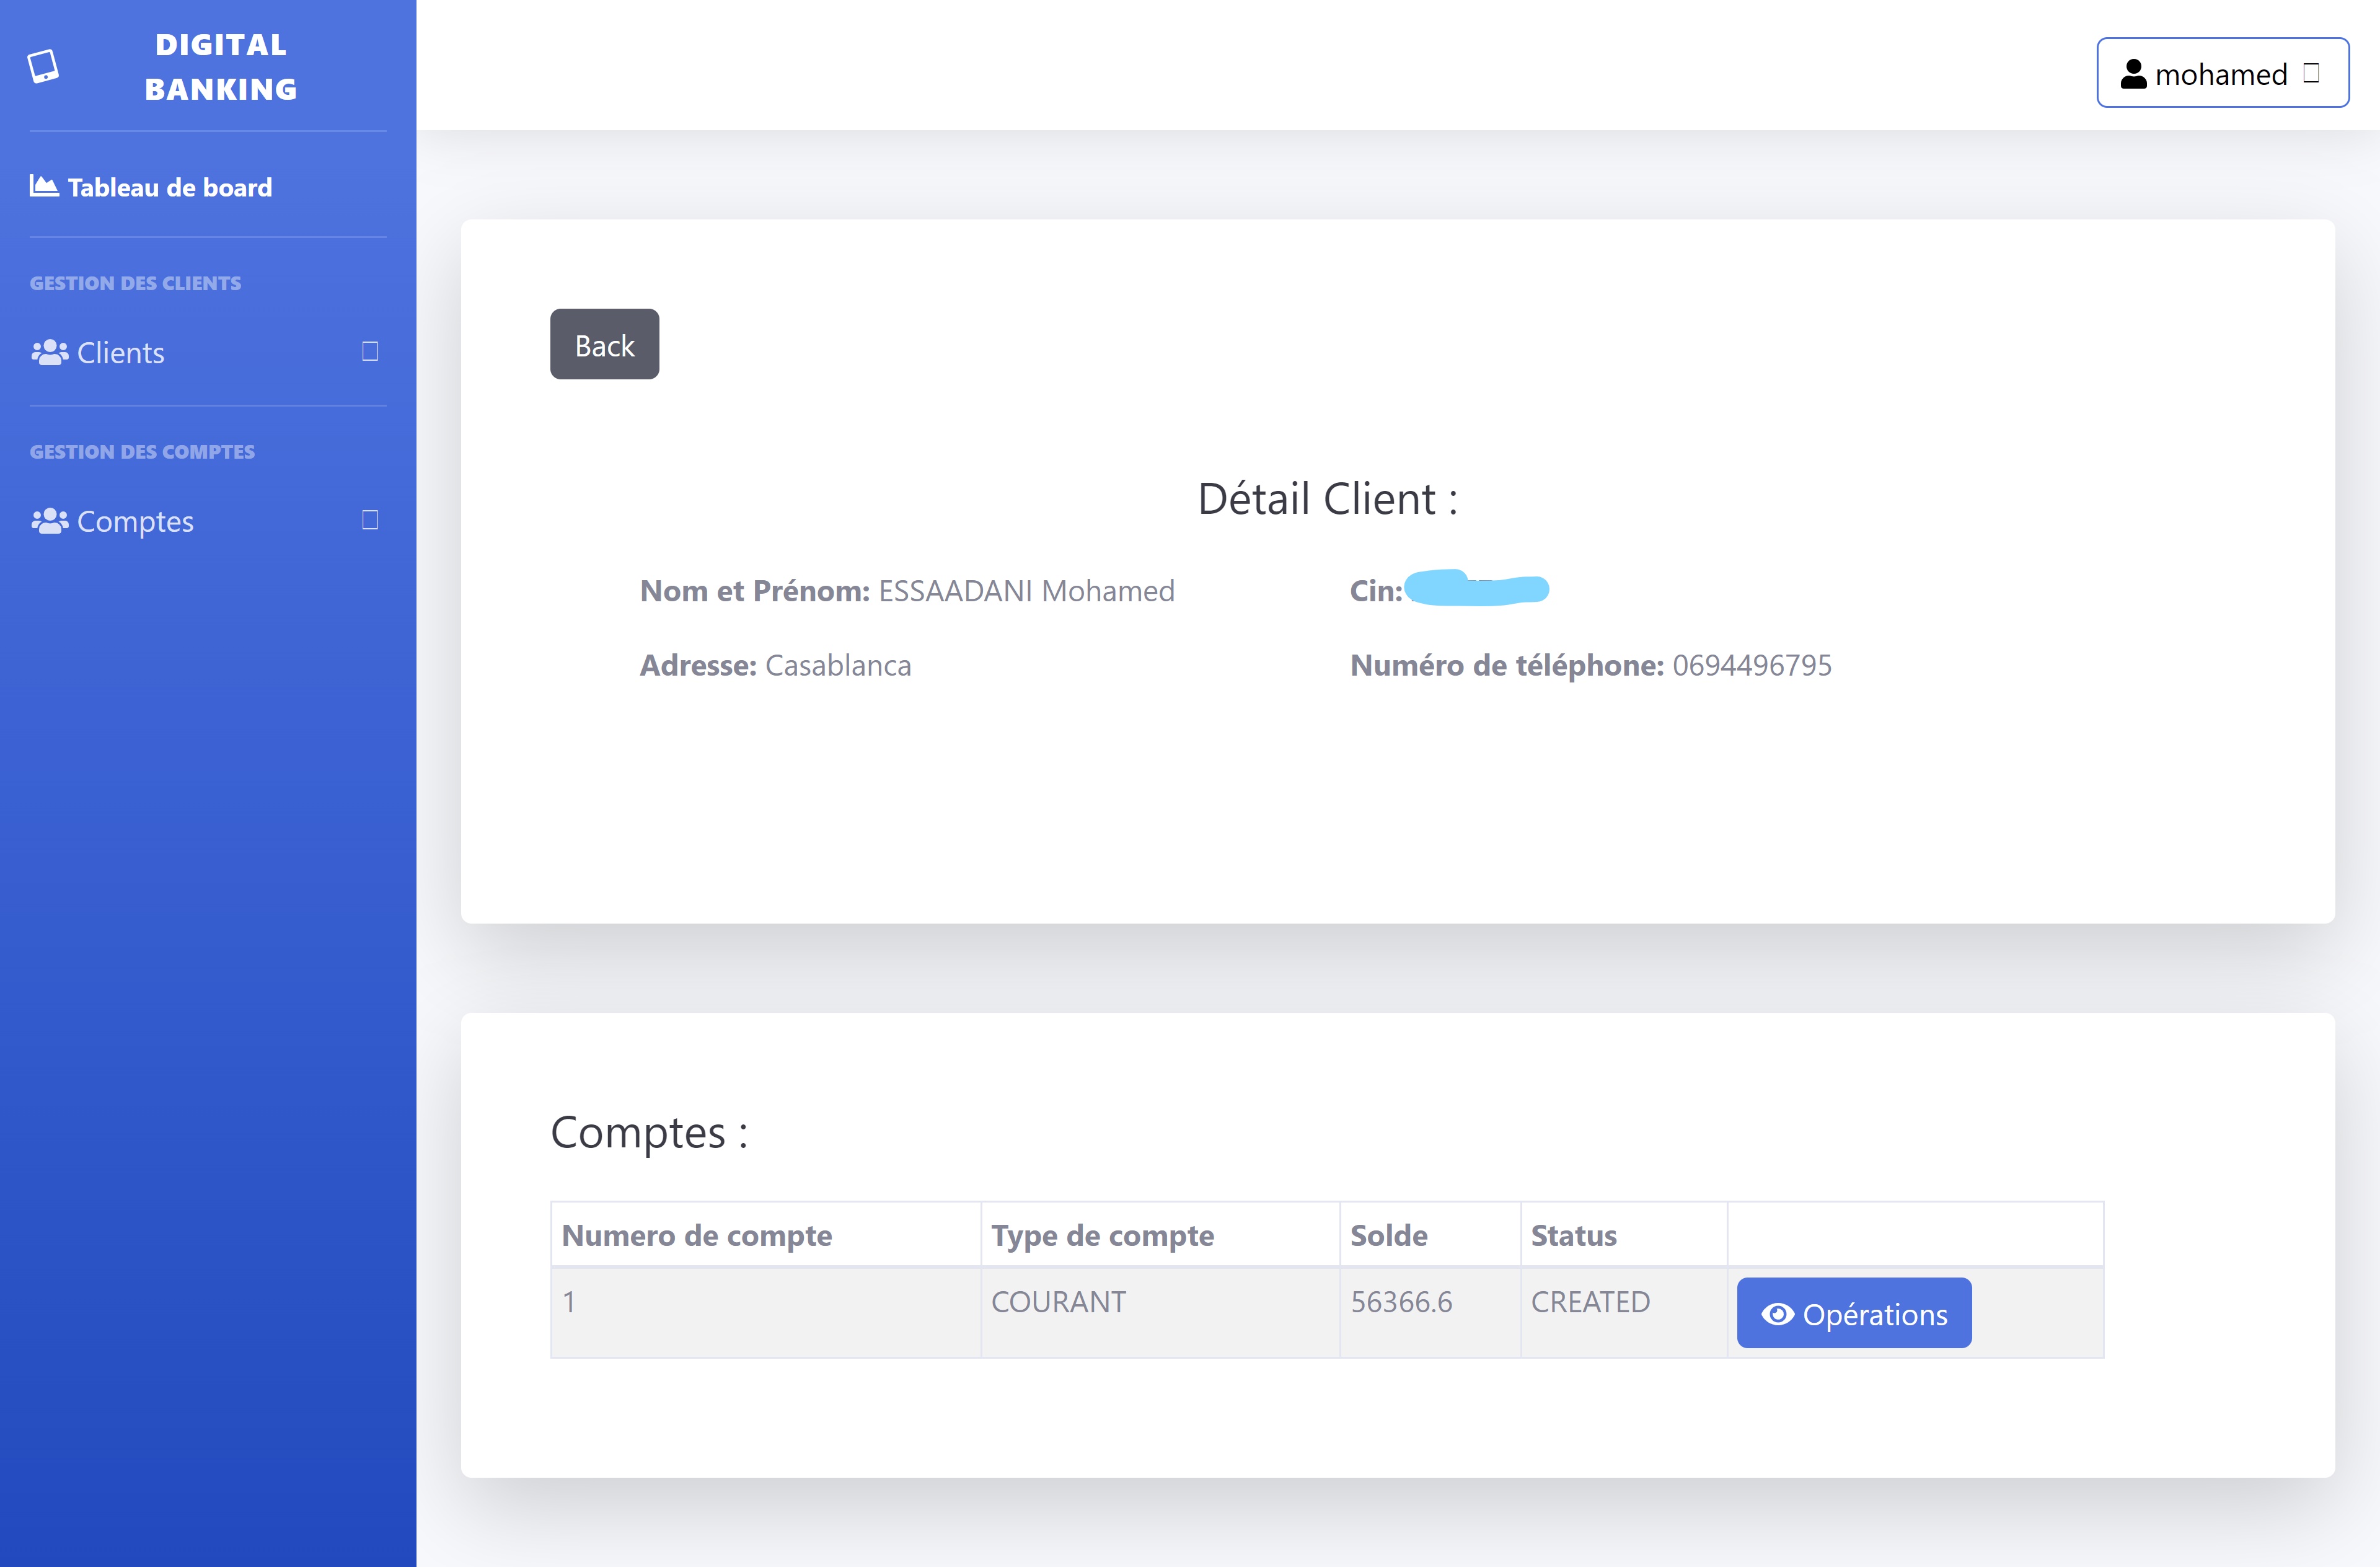 DIGITAL
BANKING
Tableau de board
GESTION DES CLIENTS
Clients
GESTION DES COMPTES
Comptes
mohamed
Back
Détail Client :
Nom et Prénom: ESSAADANI Mohamed
Cin:
Adresse: Casablanca
Numéro de téléphone: 0694496795
Comptes :
Numero de compte Type de compte Solde Status
1 COURANT 56366.6 CREATED Opérations